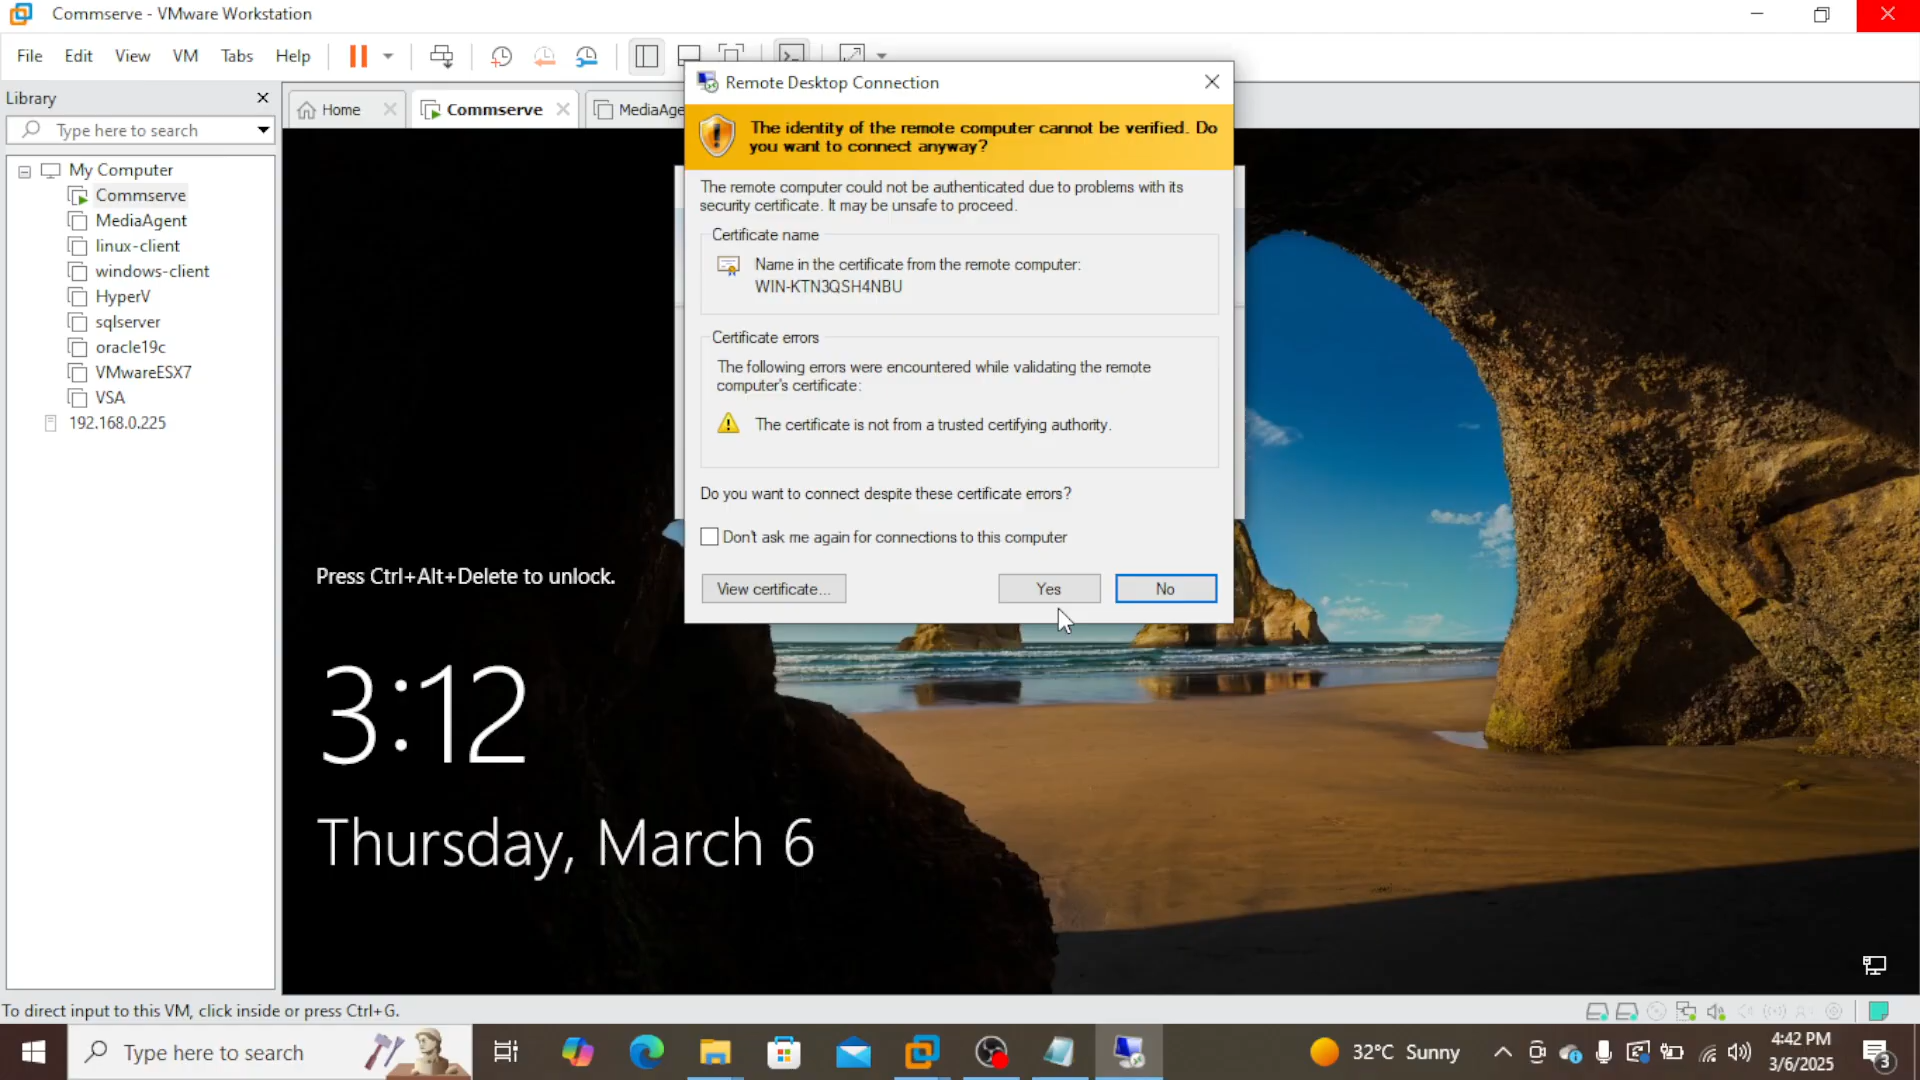 Commserve - VMware Workstation
File Edit View VM Tabs Help
Library
Type here to search
My Computer
Commserve
MediaAgent
linux-client
windows-client
HyperV
sqlserver
oracle19c
VMwareESX7
VSA
192.168.0.225
Home
Commserve
MediaAge
Remote Desktop Connection
The identity of the remote computer cannot be verified. Do
you want to connect anyway?
The remote computer could not be authenticated due to problems with its
security certificate. It may be unsafe to proceed.
Certificate name
Name in the certificate from the remote computer:
WIN-KTN3QSH4NBU
Certificate errors
The following errors were encountered while validating the remote
computer's certificate:
The certificate is not from a trusted certifying authority.
Do you want to connect despite these certificate errors?
Don't ask me again for connections to this computer
View certificate...
Yes
No
Press Ctrl+Alt+Delete to unlock.
3:12
Thursday, March 6
To direct input to this VM, click inside or press Ctrl+G.
Type here to search
32°C Sunny
4:42 PM
3/6/2025
3